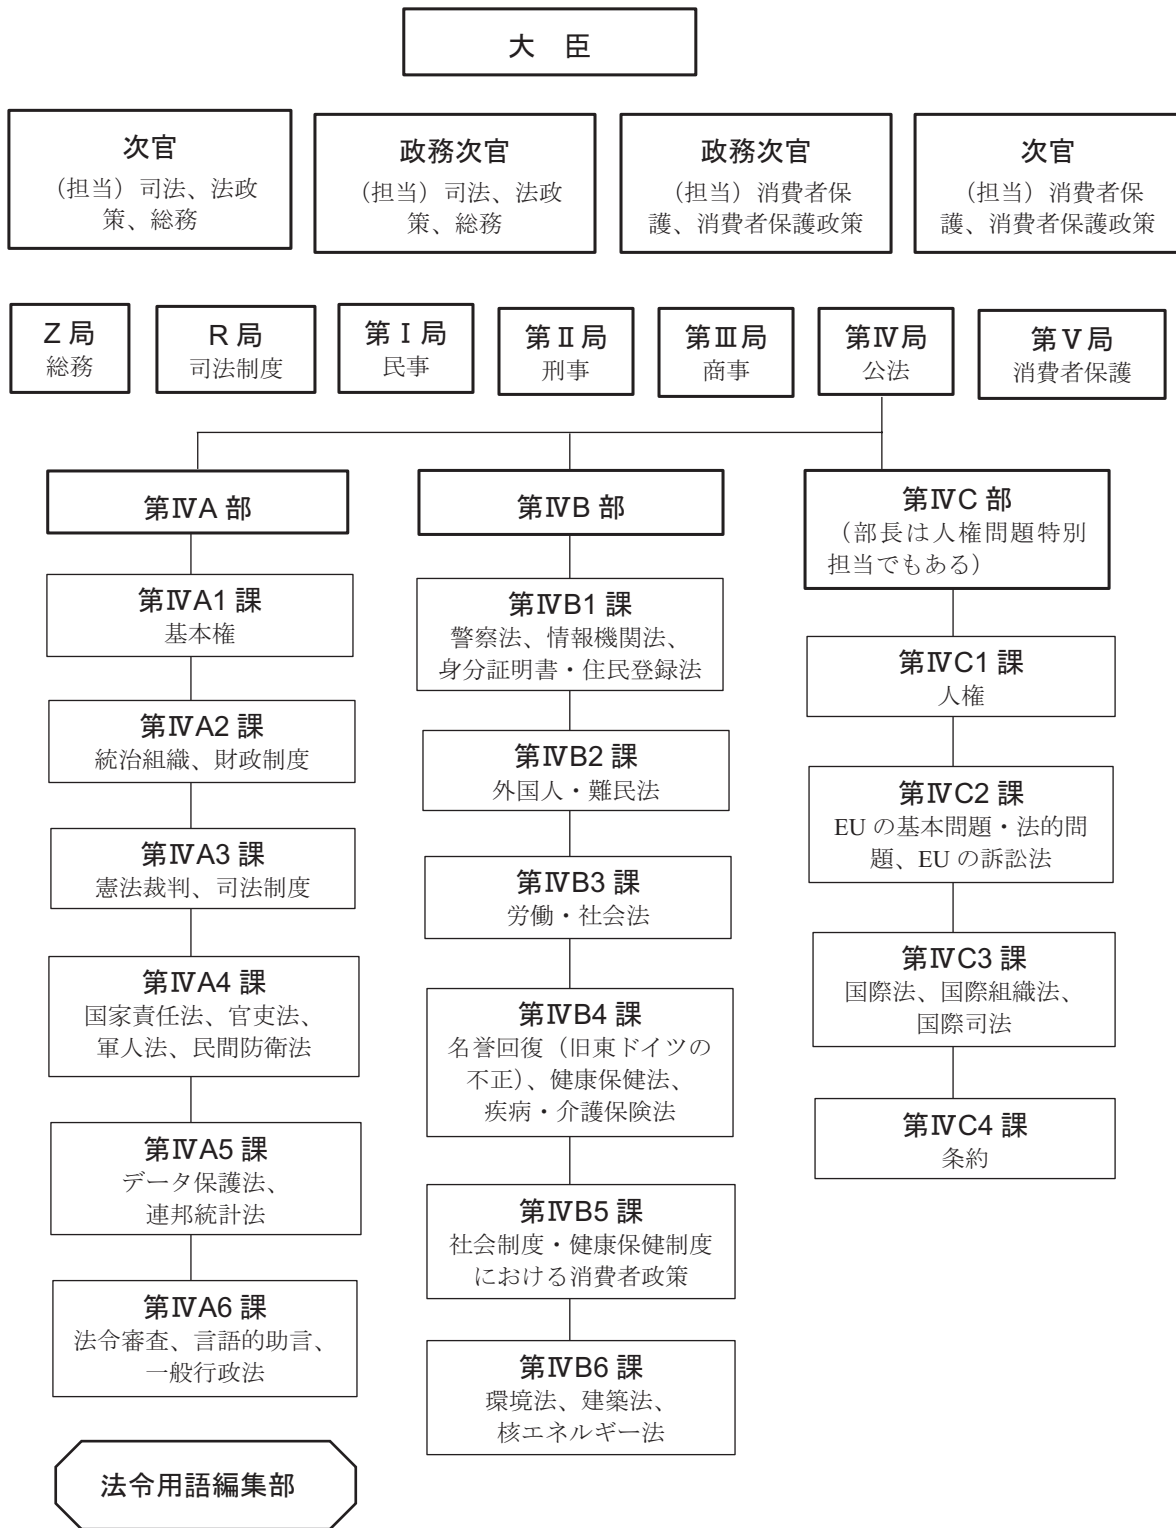 大 臣
次官
（担当）司法、法政
策、総務
政務次官
（担当）司法、法政
策、総務
政務次官
（担当）消費者保
護、消費者保護政策
次官
（担当）消費者保
護、消費者保護政策
Z 局
総務
R 局
司法制度
第Ⅰ局
民事
第Ⅱ局
刑事
第Ⅲ局
商事
第Ⅳ局
公法
第Ⅴ局
消費者保護
第ⅣA 部
第ⅣA1 課
基本権
第ⅣA2 課
統治組織、財政制度
第ⅣA3 課
憲法裁判、司法制度
第ⅣA4 課
国家責任法、官吏法、
軍人法、民間防衛法
第ⅣA5 課
データ保護法、
連邦統計法
第ⅣA6 課
法令審査、言語的助言、
一般行政法
法令用語編集部
第ⅣB 部
第ⅣB1 課
警察法、情報機関法、
身分証明書・住民登録法
第ⅣB2 課
外国人・難民法
第ⅣB3 課
労働・社会法
第ⅣB4 課
名誉回復（旧東ドイツの
不正）、健康保健法、
疾病・介護保険法
第ⅣB5 課
社会制度・健康保健制度
における消費者政策
第ⅣB6 課
環境法、建築法、
核エネルギー法
第ⅣC 部
（部長は人権問題特別
担当でもある）
第ⅣC1 課
人権
第ⅣC2 課
EU の基本問題・法的問
題、EU の訴訟法
第ⅣC3 課
国際法、国際組織法、
国際司法
第ⅣC4 課
条約